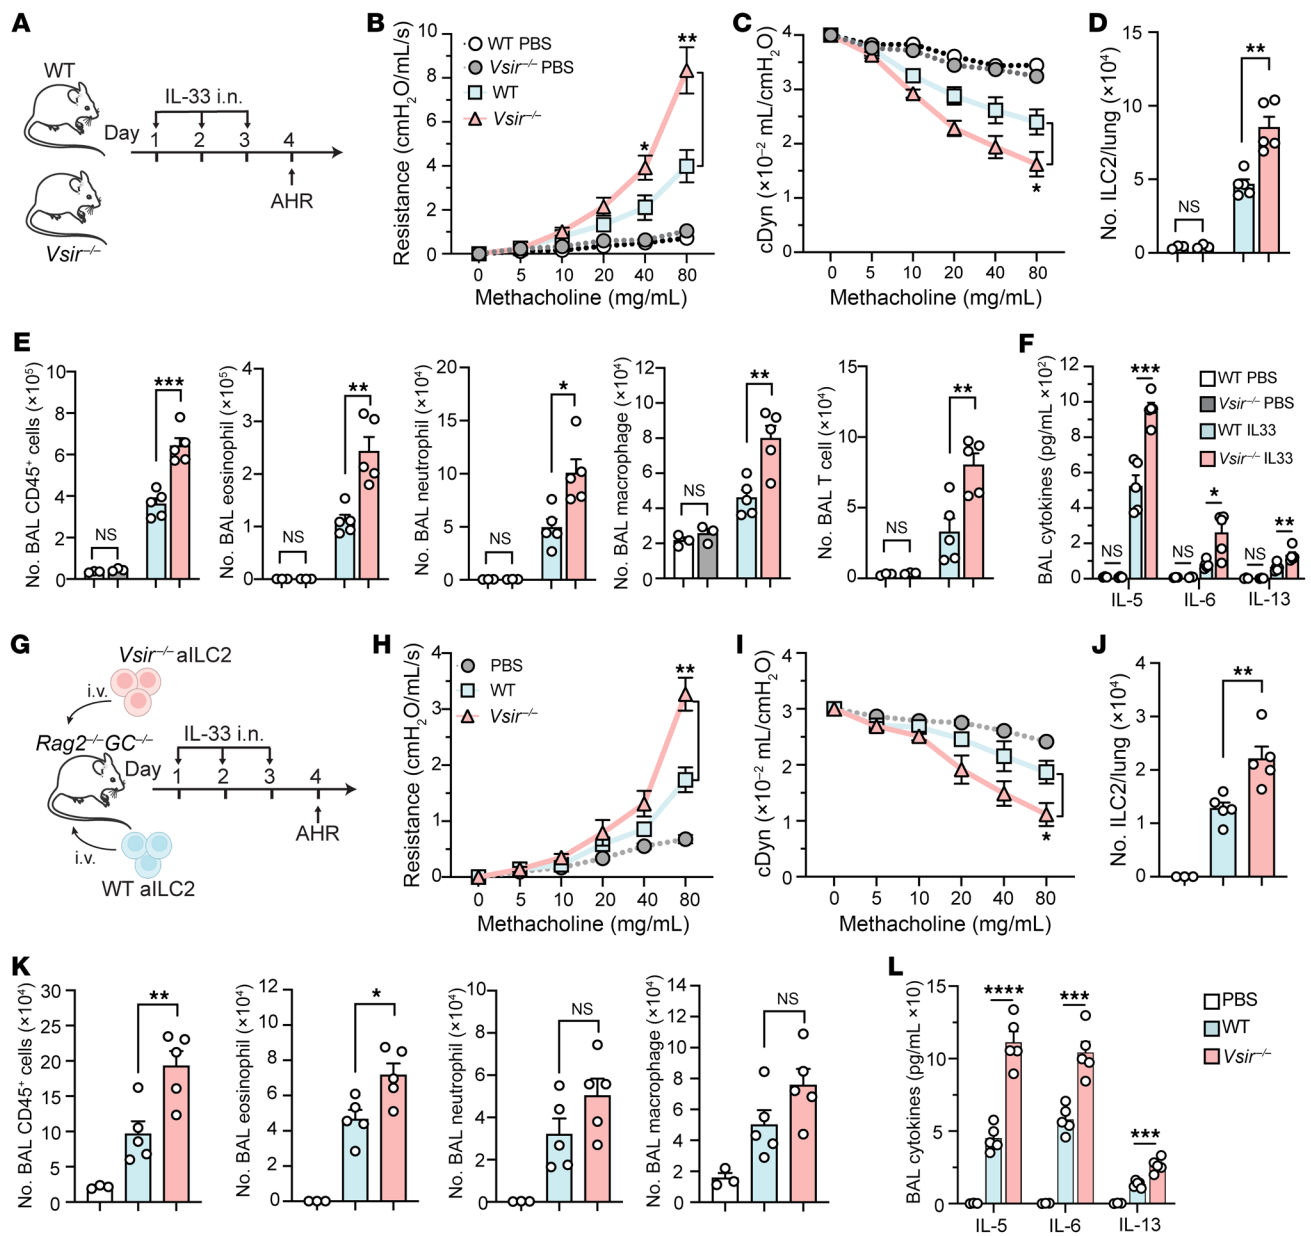 A
WT
IL-33 i.n.
Day
1 2 3 4
AHR
Vsir–/–
B
Resistance (cmH2O/mL/s)
10
8
6
4
2
0
WT PBS
Vsir–/– PBS
WT
Vsir–/–
*
**
0 5 10 20 40 80
Methacholine (mg/mL)
C
cDyn (×10–2 mL/cmH2O)
4
3
2
1
0
*
0 5 10 20 40 80
Methacholine (mg/mL)
D
No. ILC2/lung (×104)
15
10
5
0
NS
**
E
No. BAL CD45+ cells (×105)
10
8
6
4
2
0
NS
***
No. BAL eosinophil (×105)
4
3
2
1
0
NS
**
No. BAL neutrophil (×104)
20
15
10
5
0
NS
*
No. BAL macrophage (×104)
12
10
8
6
4
2
0
NS
**
No. BAL T cell (×104)
15
10
5
0
NS
**
F
BAL cytokines (pg/mL ×102)
12
10
8
6
4
2
0
NS
***
NS
*
NS
**
IL-5 IL-6 IL-13
WT PBS
Vsir–/– PBS
WT IL33
Vsir–/– IL33
G
Vsir–/– aILC2
i.v.
Rag2–/–GC–/–
IL-33 i.n.
Day
1 2 3 4
AHR
i.v.
WT aILC2
H
Resistance (cmH2O/mL/s)
4
3
2
1
0
PBS
WT
Vsir–/–
**
0 5 10 20 40 80
Methacholine (mg/mL)
I
cDyn (×10–2 mL/cmH2O)
4
3
2
1
0
*
0 5 10 20 40 80
Methacholine (mg/mL)
J
No. ILC2/lung (×104)
4
3
2
1
0
**
K
No. BAL CD45+ cells (×104)
30
25
20
15
10
5
0
**
No. BAL eosinophil (×104)
12
10
8
6
4
2
0
*
No. BAL neutrophil (×104)
10
8
6
4
2
0
NS
No. BAL macrophage (×104)
14
12
10
8
6
4
2
0
NS
L
BAL cytokines (pg/mL ×10)
15
10
5
0
****
***
***
IL-5 IL-6 IL-13
PBS
WT
Vsir–/–